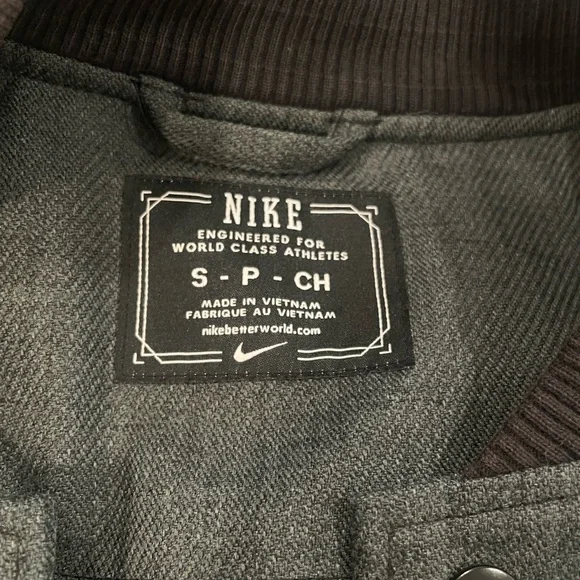 NIKE
ENGINEERED FOR
WORLD CLASS ATHLETES
S - P - CH
MADE IN VIETNAM
FABRIQUE AU VIETNAM
nikebetterworld.com